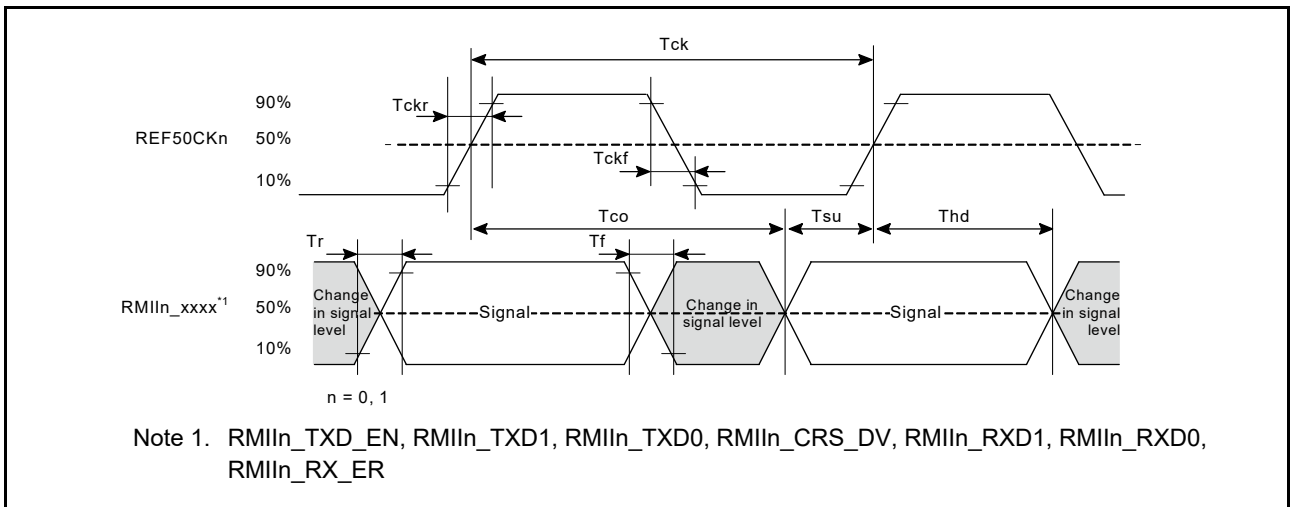 Tck
90%
Tckr
REF50CKn
50%
Tckf
10%
Tco
Tsu
Thd
Tr
Tf
90%
RMIIn_xxxx*1
50%
10%
Change
in signal
level
Signal
Change in
signal level
Signal
Change
in signal
level
n = 0, 1
Note 1. RMIIn_TXD_EN, RMIIn_TXD1, RMIIn_TXD0, RMIIn_CRS_DV, RMIIn_RXD1, RMIIn_RXD0,
RMIIn_RX_ER